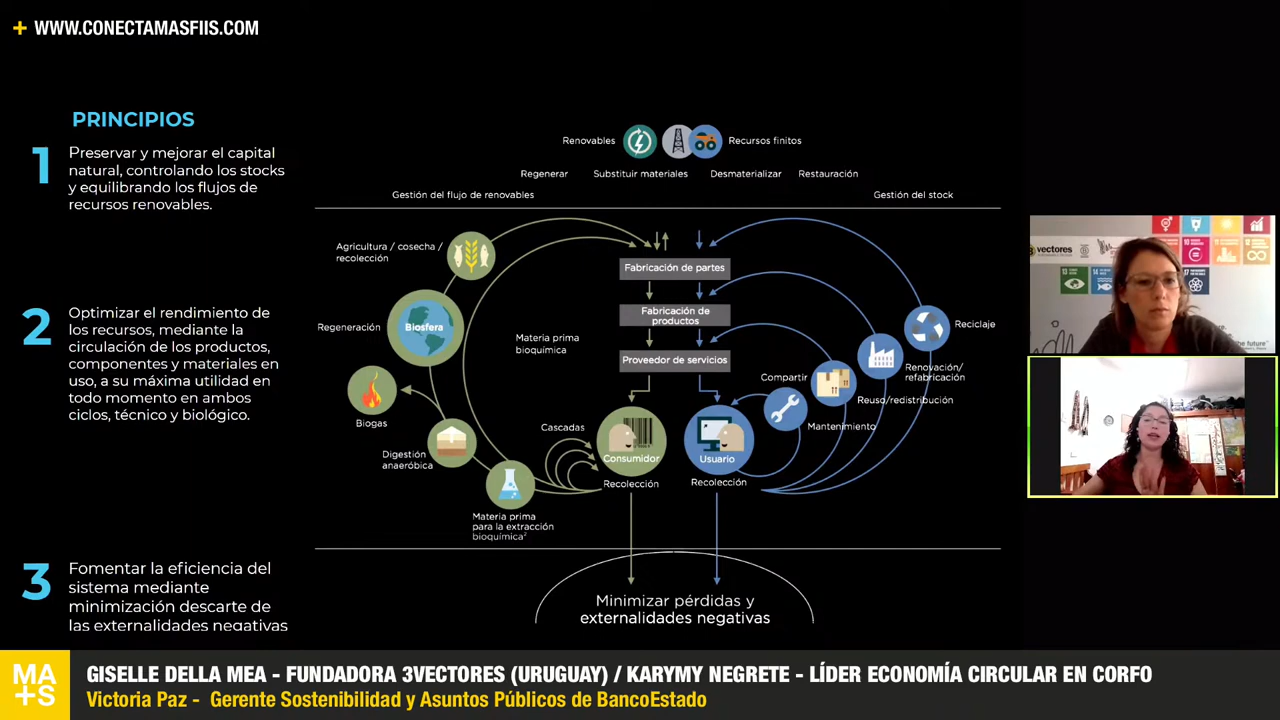 + WWW.CONECTAMASFIIS.COM
PRINCIPIOS
1
Preservar y mejorar el capital
natural, controlando los stocks
y equilibrando los flujos de
recursos renovables.
2
Optimizar el rendimiento de
los recursos, mediante la
circulación de los productos,
componentes y materiales en
uso, a su máxima utilidad en
todo momento en ambos
ciclos, técnico y biológico.
3
Fomentar la eficiencia del
sistema mediante
minimización descarte de
las externalidades negativas
Renovables
Recursos finitos
Regenerar
Substituir materiales
Desmaterializar
Restauración
Gestión del flujo de renovables
Gestión del stock
Agricultura / cosecha /
recolección
Regeneración
Biosfera
Biogas
Digestión
anaeróbica
Materia prima
para la extracción
bioquímica²
Materia prima
bioquímica
Cascadas
Fabricación de partes
Fabricación de
productos
Proveedor de servicios
Consumidor
Recolección
Usuario
Recolección
Compartir
Mantenimiento
Reuso/redistribución
Renovación/
refabricación
Reciclaje
Minimizar pérdidas y
externalidades negativas
3vectores
MA
+S
GISELLE DELLA MEA - FUNDADORA 3VECTORES (URUGUAY) / KARYMY NEGRETE - LÍDER ECONOMÍA CIRCULAR EN CORFO
Victoria Paz - Gerente Sostenibilidad y Asuntos Públicos de BancoEstado